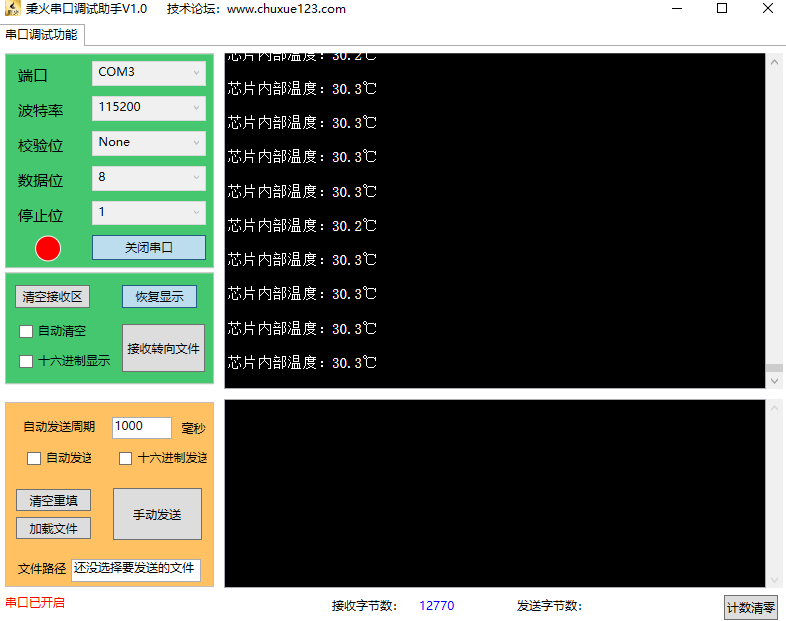 秉火串口调试助手V1.0 技术论坛：www.chuxue123.com
串口调试功能
端口 COM3
波特率 115200
校验位 None
数据位 8
停止位 1
关闭串口
清空接收区 恢复显示
自动清空
十六进制显示
接收转向文件
芯片内部温度：30.2℃
芯片内部温度：30.3℃
芯片内部温度：30.3℃
芯片内部温度：30.3℃
芯片内部温度：30.3℃
芯片内部温度：30.2℃
芯片内部温度：30.3℃
芯片内部温度：30.3℃
芯片内部温度：30.3℃
芯片内部温度：30.3℃
自动发送周期 1000 毫秒
自动发送 十六进制发送
清空重填
加载文件
手动发送
文件路径 还没选择要发送的文件
串口已开启 接收字节数： 12770 发送字节数： 计数清零